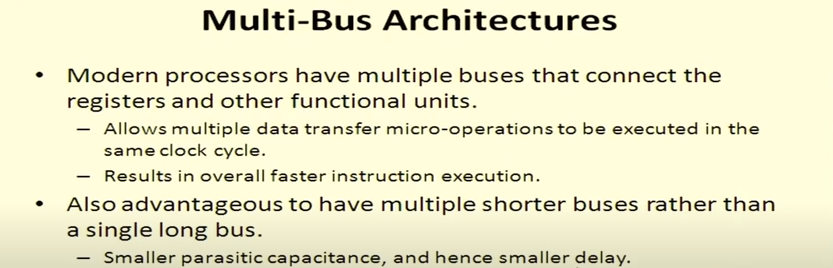 Multi-Bus Architectures
• Modern processors have multiple buses that connect the
registers and other functional units.
– Allows multiple data transfer micro-operations to be executed in the
same clock cycle.
– Results in overall faster instruction execution.
• Also advantageous to have multiple shorter buses rather than
a single long bus.
– Smaller parasitic capacitance, and hence smaller delay.